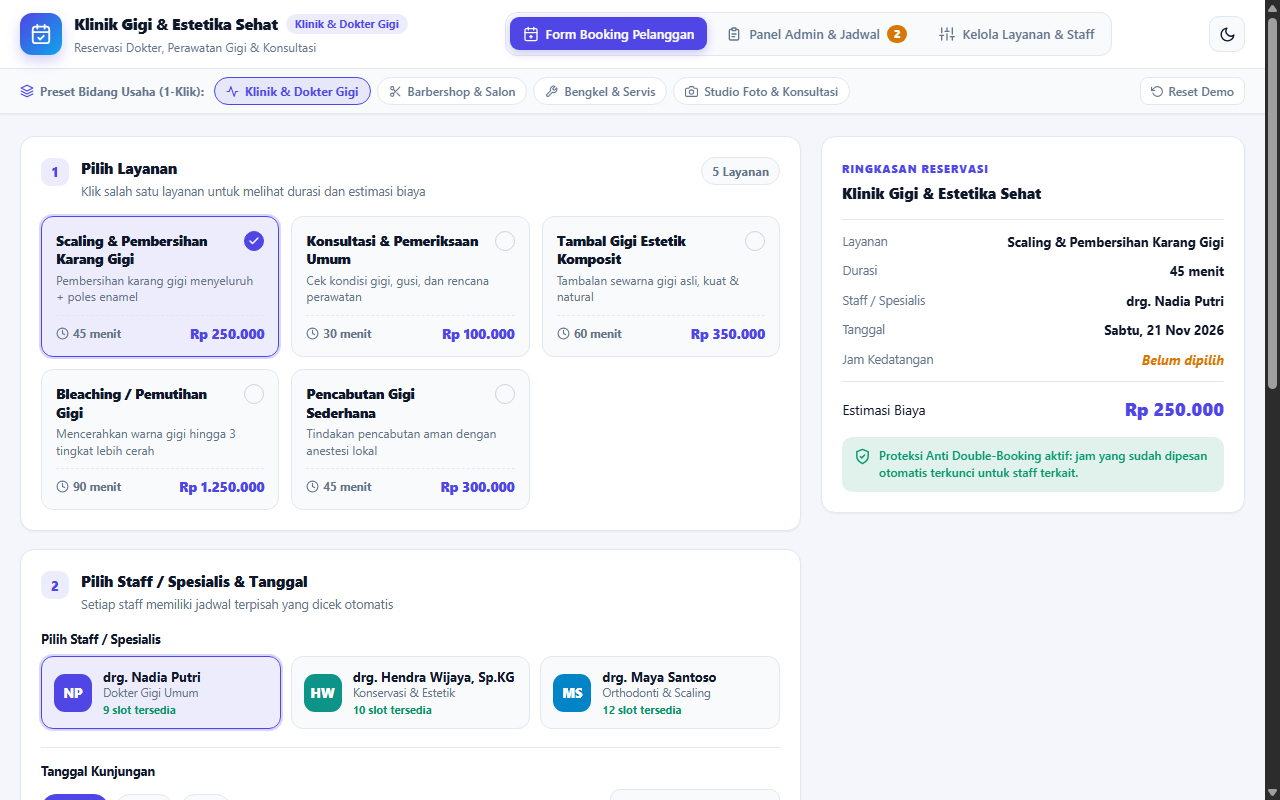 Klinik Gigi & Estetika Sehat
Klinik & Dokter Gigi
Reservasi Dokter, Perawatan Gigi & Konsultasi
Form Booking Pelanggan
Panel Admin & Jadwal 2
Kelola Layanan & Staff
Preset Bidang Usaha (1-Klik):
Klinik & Dokter Gigi
Barbershop & Salon
Bengkel & Servis
Studio Foto & Konsultasi
Reset Demo
1
Pilih Layanan
Klik salah satu layanan untuk melihat durasi dan estimasi biaya
5 Layanan
Scaling & Pembersihan
Karang Gigi
Pembersihan karang gigi menyeluruh
+ poles enamel
45 menit
Rp 250.000
Konsultasi & Pemeriksaan
Umum
Cek kondisi gigi, gusi, dan rencana
perawatan
30 menit
Rp 100.000
Tambal Gigi Estetik
Komposit
Tambalan sewarna gigi asli, kuat &
natural
60 menit
Rp 350.000
Bleaching / Pemutihan
Gigi
Mencerahkan warna gigi hingga 3
tingkat lebih cerah
90 menit
Rp 1.250.000
Pencabutan Gigi
Sederhana
Tindakan pencabutan aman dengan
anestesi lokal
45 menit
Rp 300.000
2
Pilih Staff / Spesialis & Tanggal
Setiap staff memiliki jadwal terpisah yang dicek otomatis
Pilih Staff / Spesialis
NP
drg. Nadia Putri
Dokter Gigi Umum
9 slot tersedia
HW
drg. Hendra Wijaya, Sp.KG
Konservasi & Estetik
10 slot tersedia
MS
drg. Maya Santoso
Orthodonti & Scaling
12 slot tersedia
Tanggal Kunjungan
RINGKASAN RESERVASI
Klinik Gigi & Estetika Sehat
Layanan
Scaling & Pembersihan Karang Gigi
Durasi
45 menit
Staff / Spesialis
drg. Nadia Putri
Tanggal
Sabtu, 21 Nov 2026
Jam Kedatangan
Belum dipilih
Estimasi Biaya
Rp 250.000
Proteksi Anti Double-Booking aktif: jam yang sudah dipesan
otomatis terkunci untuk staff terkait.